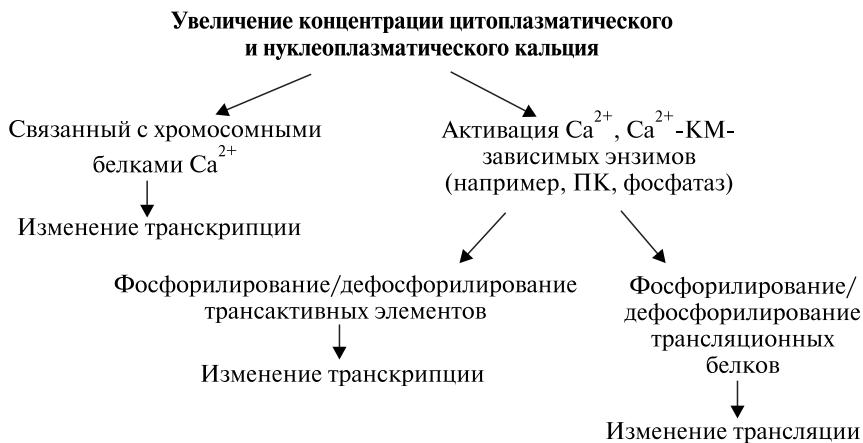 Увеличение концентрации цитоплазматического
и нуклеоплазматического кальция
Связанный с хромосомными
белками Ca²⁺
Изменение транскрипции
Активация Ca²⁺, Ca²⁺-КМ-
зависимых энзимов
(например, ПК, фосфатаз)
Фосфорилирование/дефосфорилирование
трансактивных элементов
Изменение транскрипции
Фосфорилирование/
дефосфорилирование
трансляционных
белков
Изменение трансляции